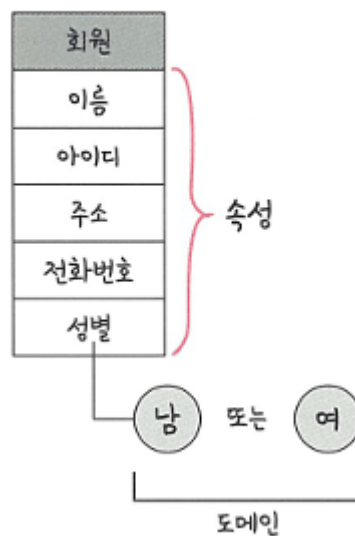 회원
이름
아이디
주소
전화번호
성별
속성
남 또는 여
도메인